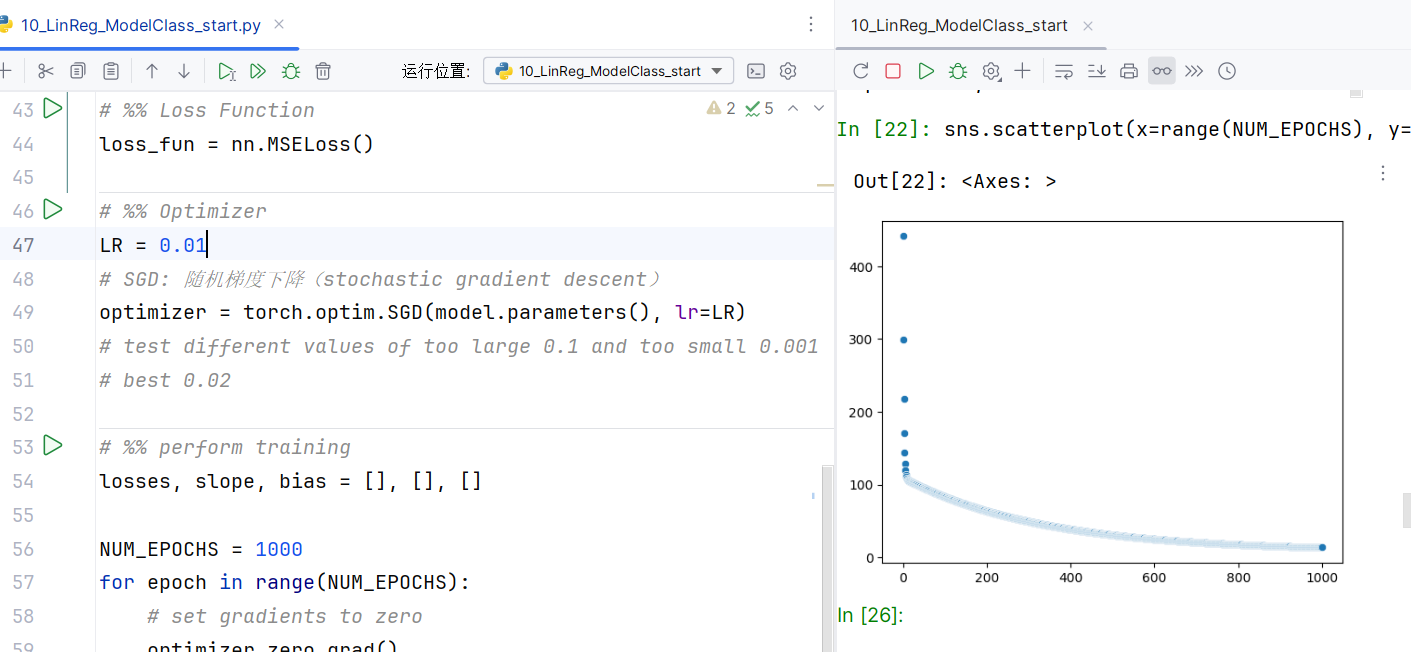 10_LinReg_ModelClass_start.py
10_LinReg_ModelClass_start
运行位置:
10_LinReg_ModelClass_start
2 5
43 # %% Loss Function
44 loss_fun = nn.MSELoss()
45
46 # %% Optimizer
47 LR = 0.01
48 # SGD: 随机梯度下降（stochastic gradient descent）
49 optimizer = torch.optim.SGD(model.parameters(), lr=LR)
50 # test different values of too large 0.1 and too small 0.001
51 # best 0.02
52
53 # %% perform training
54 losses, slope, bias = [], [], []
55
56 NUM_EPOCHS = 1000
57 for epoch in range(NUM_EPOCHS):
58 # set gradients to zero
59 optimizer.zero_grad()
In [22]: sns.scatterplot(x=range(NUM_EPOCHS), y=
Out[22]: <Axes: >
400
300
200
100
0
0 200 400 600 800 1000
In [26]: